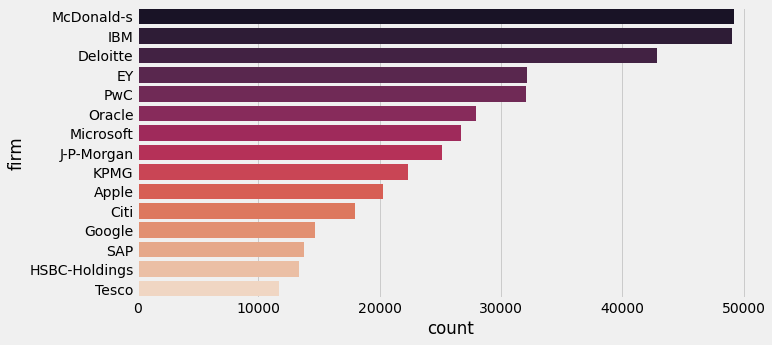 McDonald-s
IBM
Deloitte
EY
PwC
Oracle
Microsoft
J-P-Morgan
KPMG
Apple
Citi
Google
SAP
HSBC-Holdings
Tesco
firm
0 10000 20000 30000 40000 50000
count